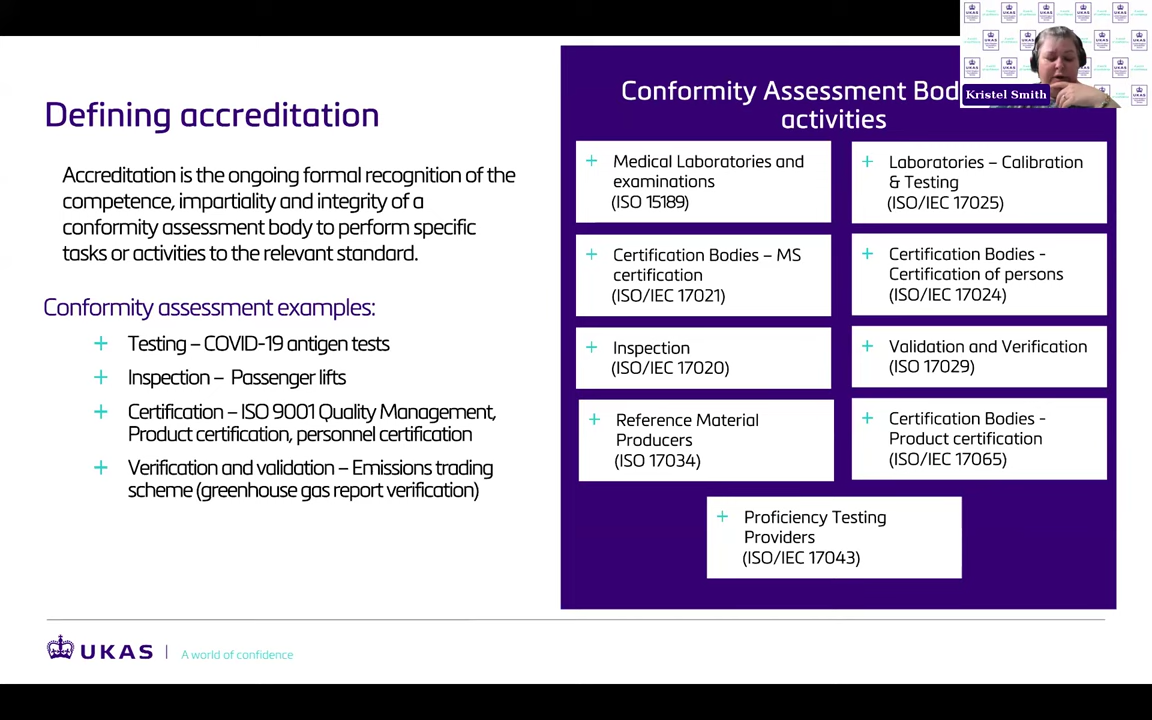 Defining accreditation
Accreditation is the ongoing formal recognition of the
competence, impartiality and integrity of a
conformity assessment body to perform specific
tasks or activities to the relevant standard.
Conformity assessment examples:
+ Testing – COVID-19 antigen tests
+ Inspection – Passenger lifts
+ Certification – ISO 9001 Quality Management,
Product certification, personnel certification
+ Verification and validation – Emissions trading
scheme (greenhouse gas report verification)
Conformity Assessment
activities
+ Medical Laboratories and
examinations
(ISO 15189)
+ Laboratories – Calibration
& Testing
(ISO/IEC 17025)
+ Certification Bodies – MS
certification
(ISO/IEC 17021)
+ Certification Bodies -
Certification of persons
(ISO/IEC 17024)
+ Inspection
(ISO/IEC 17020)
+ Validation and Verification
(ISO 17029)
+ Reference Material
Producers
(ISO 17034)
+ Certification Bodies -
Product certification
(ISO/IEC 17065)
+ Proficiency Testing
Providers
(ISO/IEC 17043)
UKAS | A world of confidence
UKAS
Kristel Smith